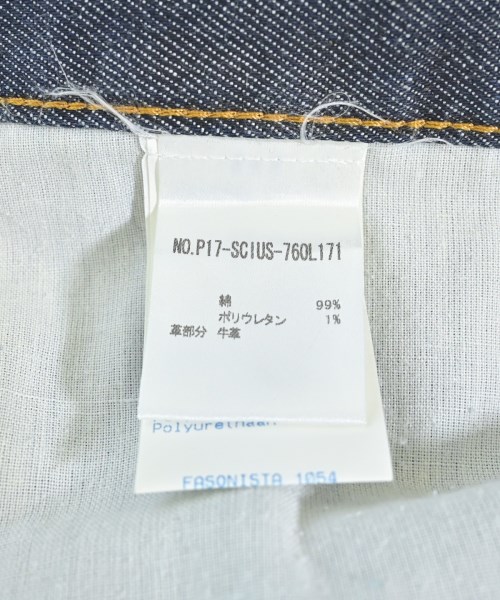 NO.P17-SCIUS-760L171
綿 99%
ポリウレタン 1%
革部分 牛革
Polyurethaan
FASONISTA 1054